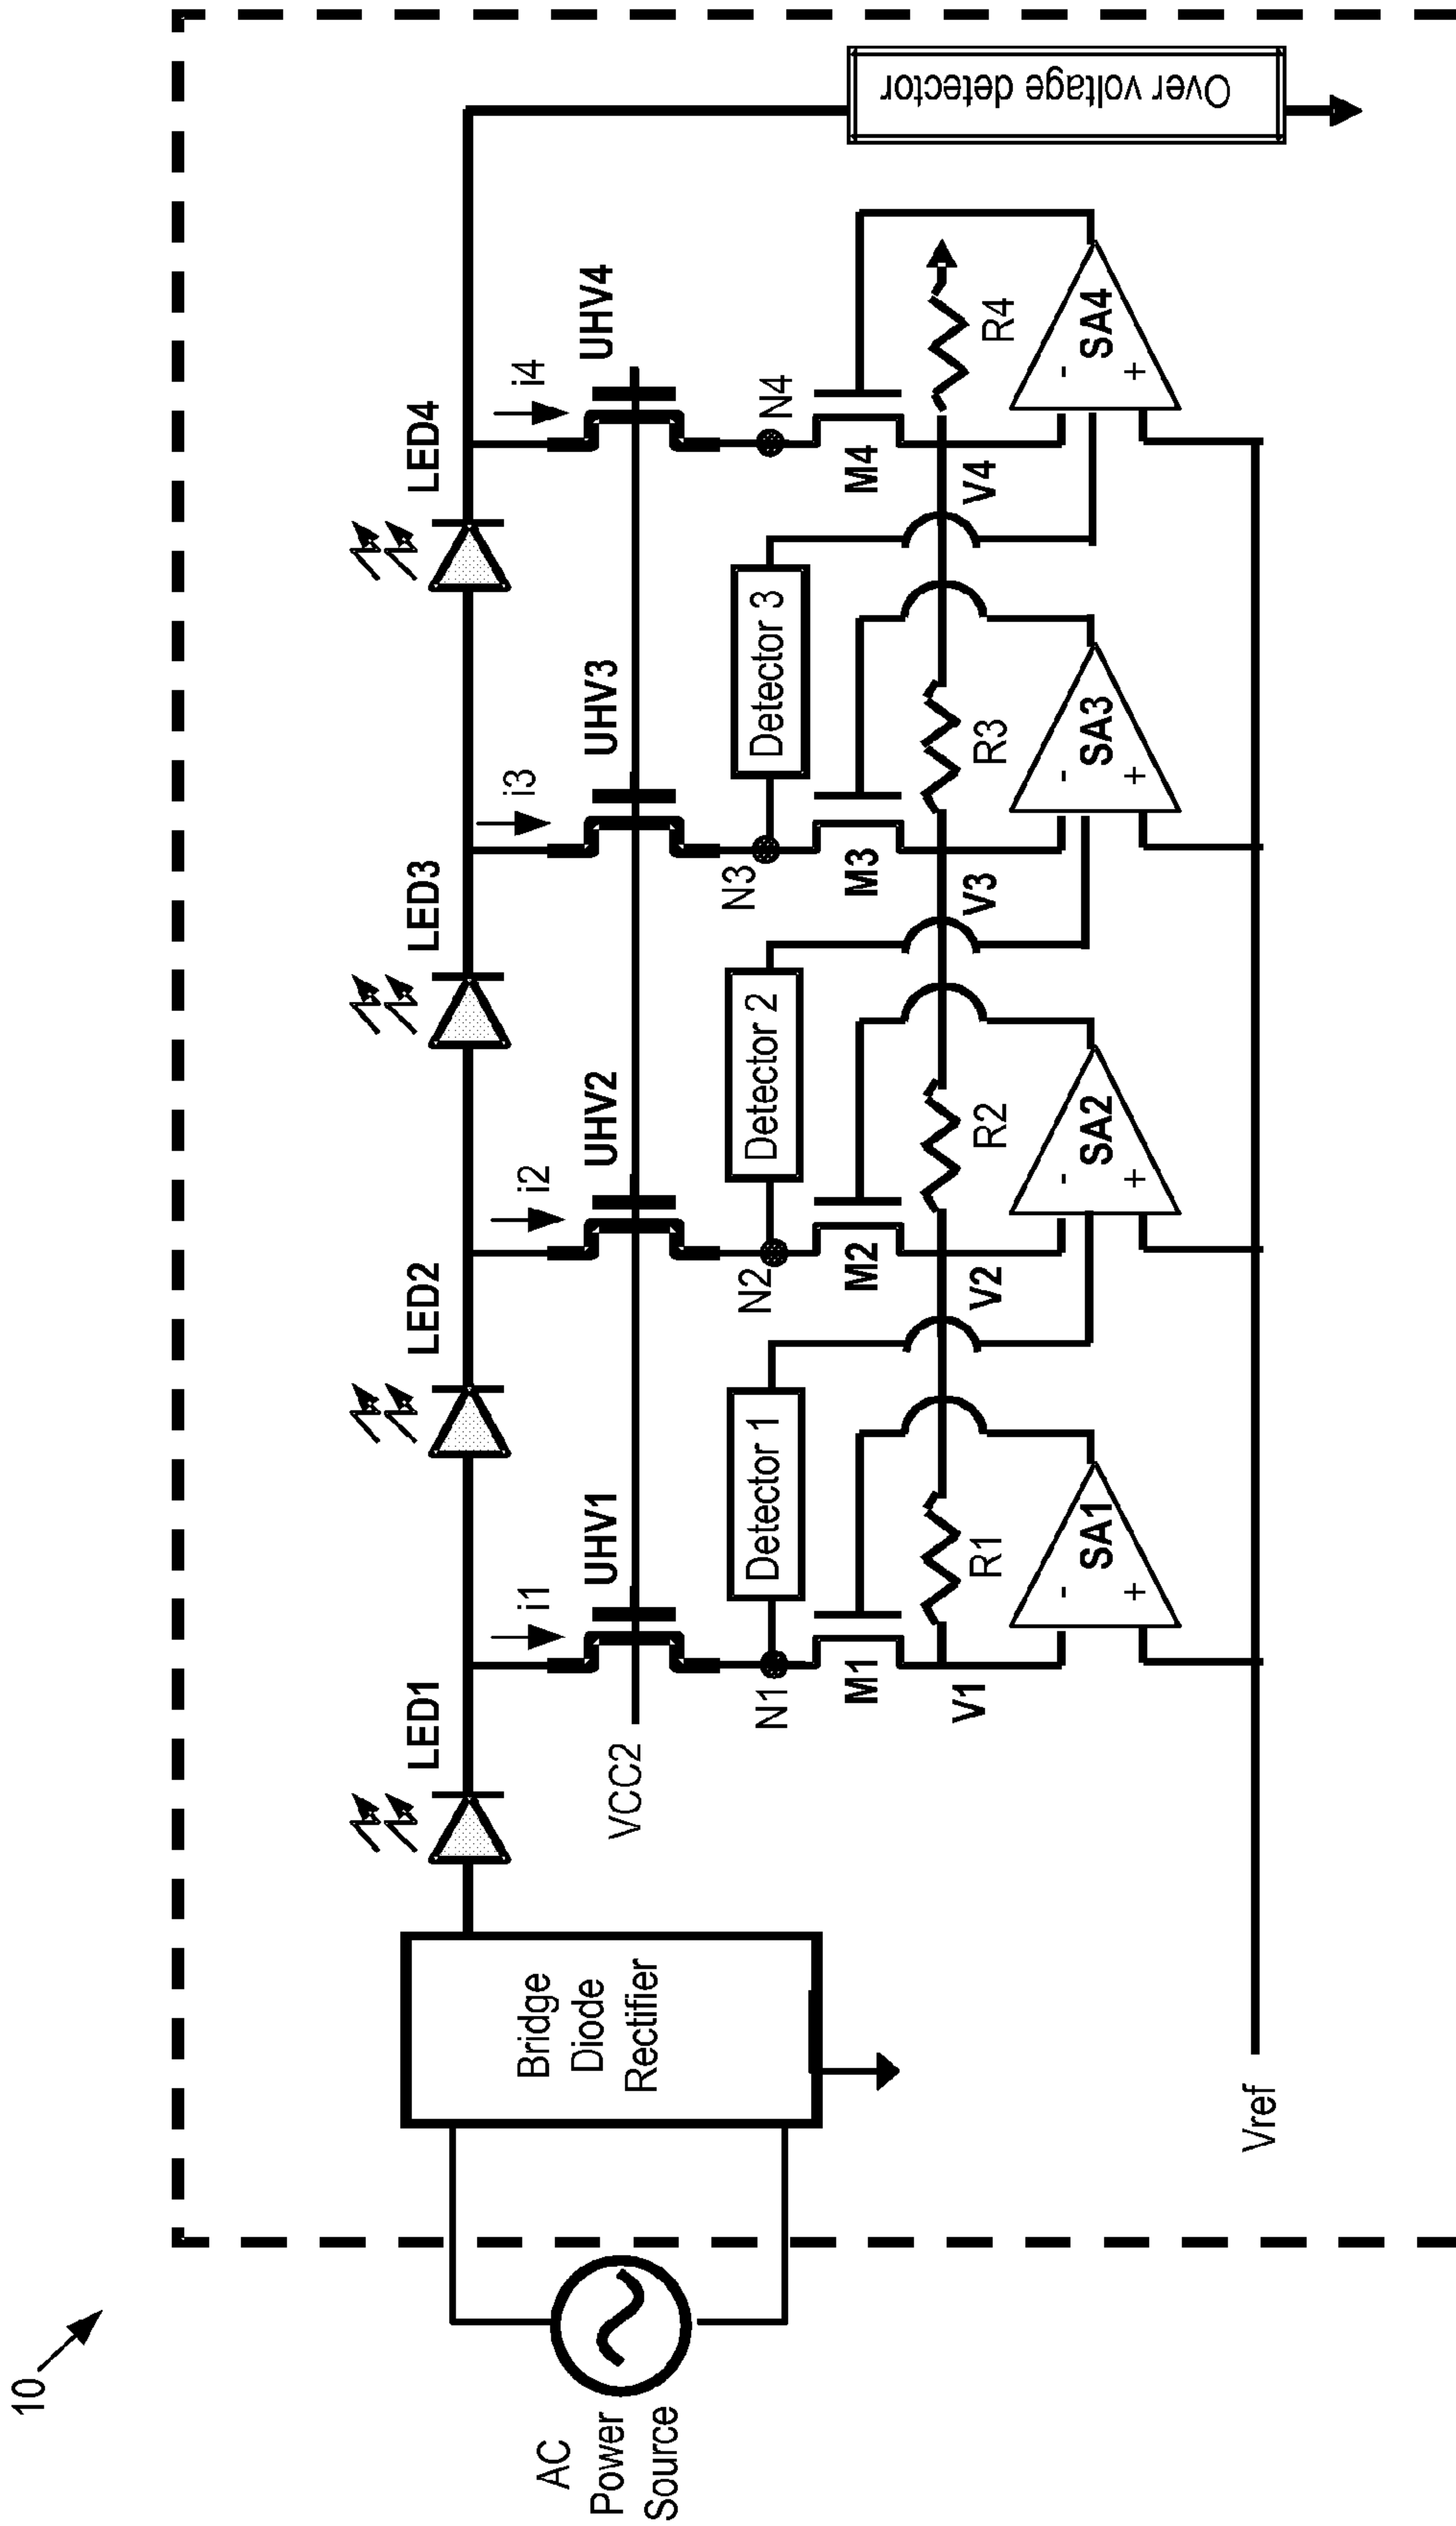 10
AC
Power
Source
Bridge
Diode
Rectifier
LED1
LED2
LED3
LED4
i1
i2
i3
i4
UHV1
UHV2
UHV3
UHV4
VCC2
N1
N2
N3
N4
Detector 1
Detector 2
Detector 3
M1
M2
M3
M4
R1
R2
R3
R4
V1
V2
V3
V4
- SA1 +
- SA2 +
- SA3 +
- SA4 +
Vref
Over voltage detector